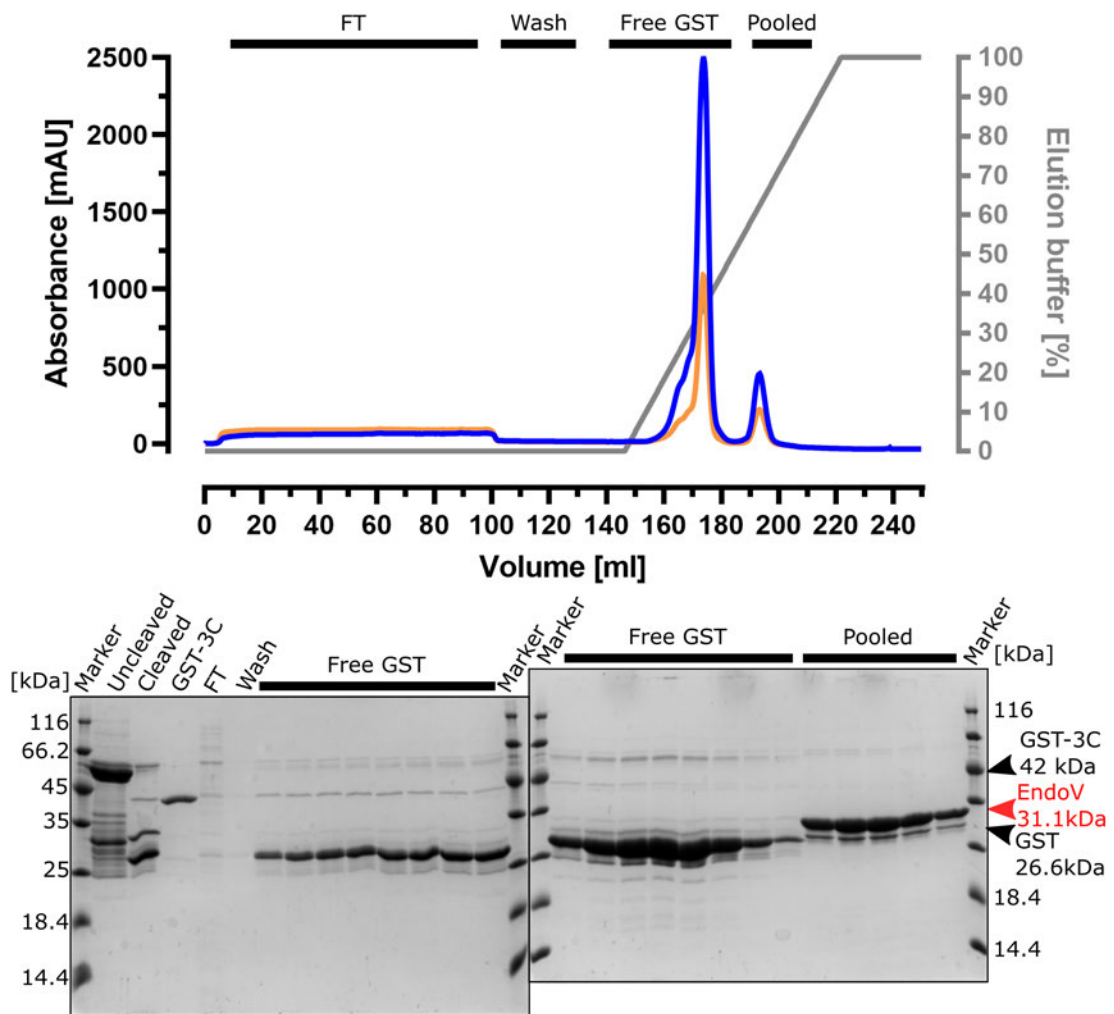 FT Wash Free GST Pooled
2500 100
90
2000 80
70
1500 60
50
1000 40
30
500 20
10
0 0
Absorbance [mAU]
Elution buffer [%]
0 20 40 60 80 100 120 140 160 180 200 220 240
Volume [ml]
[kDa] Marker Uncleaved Cleaved GST-3C FT Wash Free GST Marker Marker Free GST Pooled Marker [kDa]
116
66.2
45
35
25
18.4
14.4
116
GST-3C
42 kDa
EndoV
31.1kDa
GST
26.6kDa
18.4
14.4